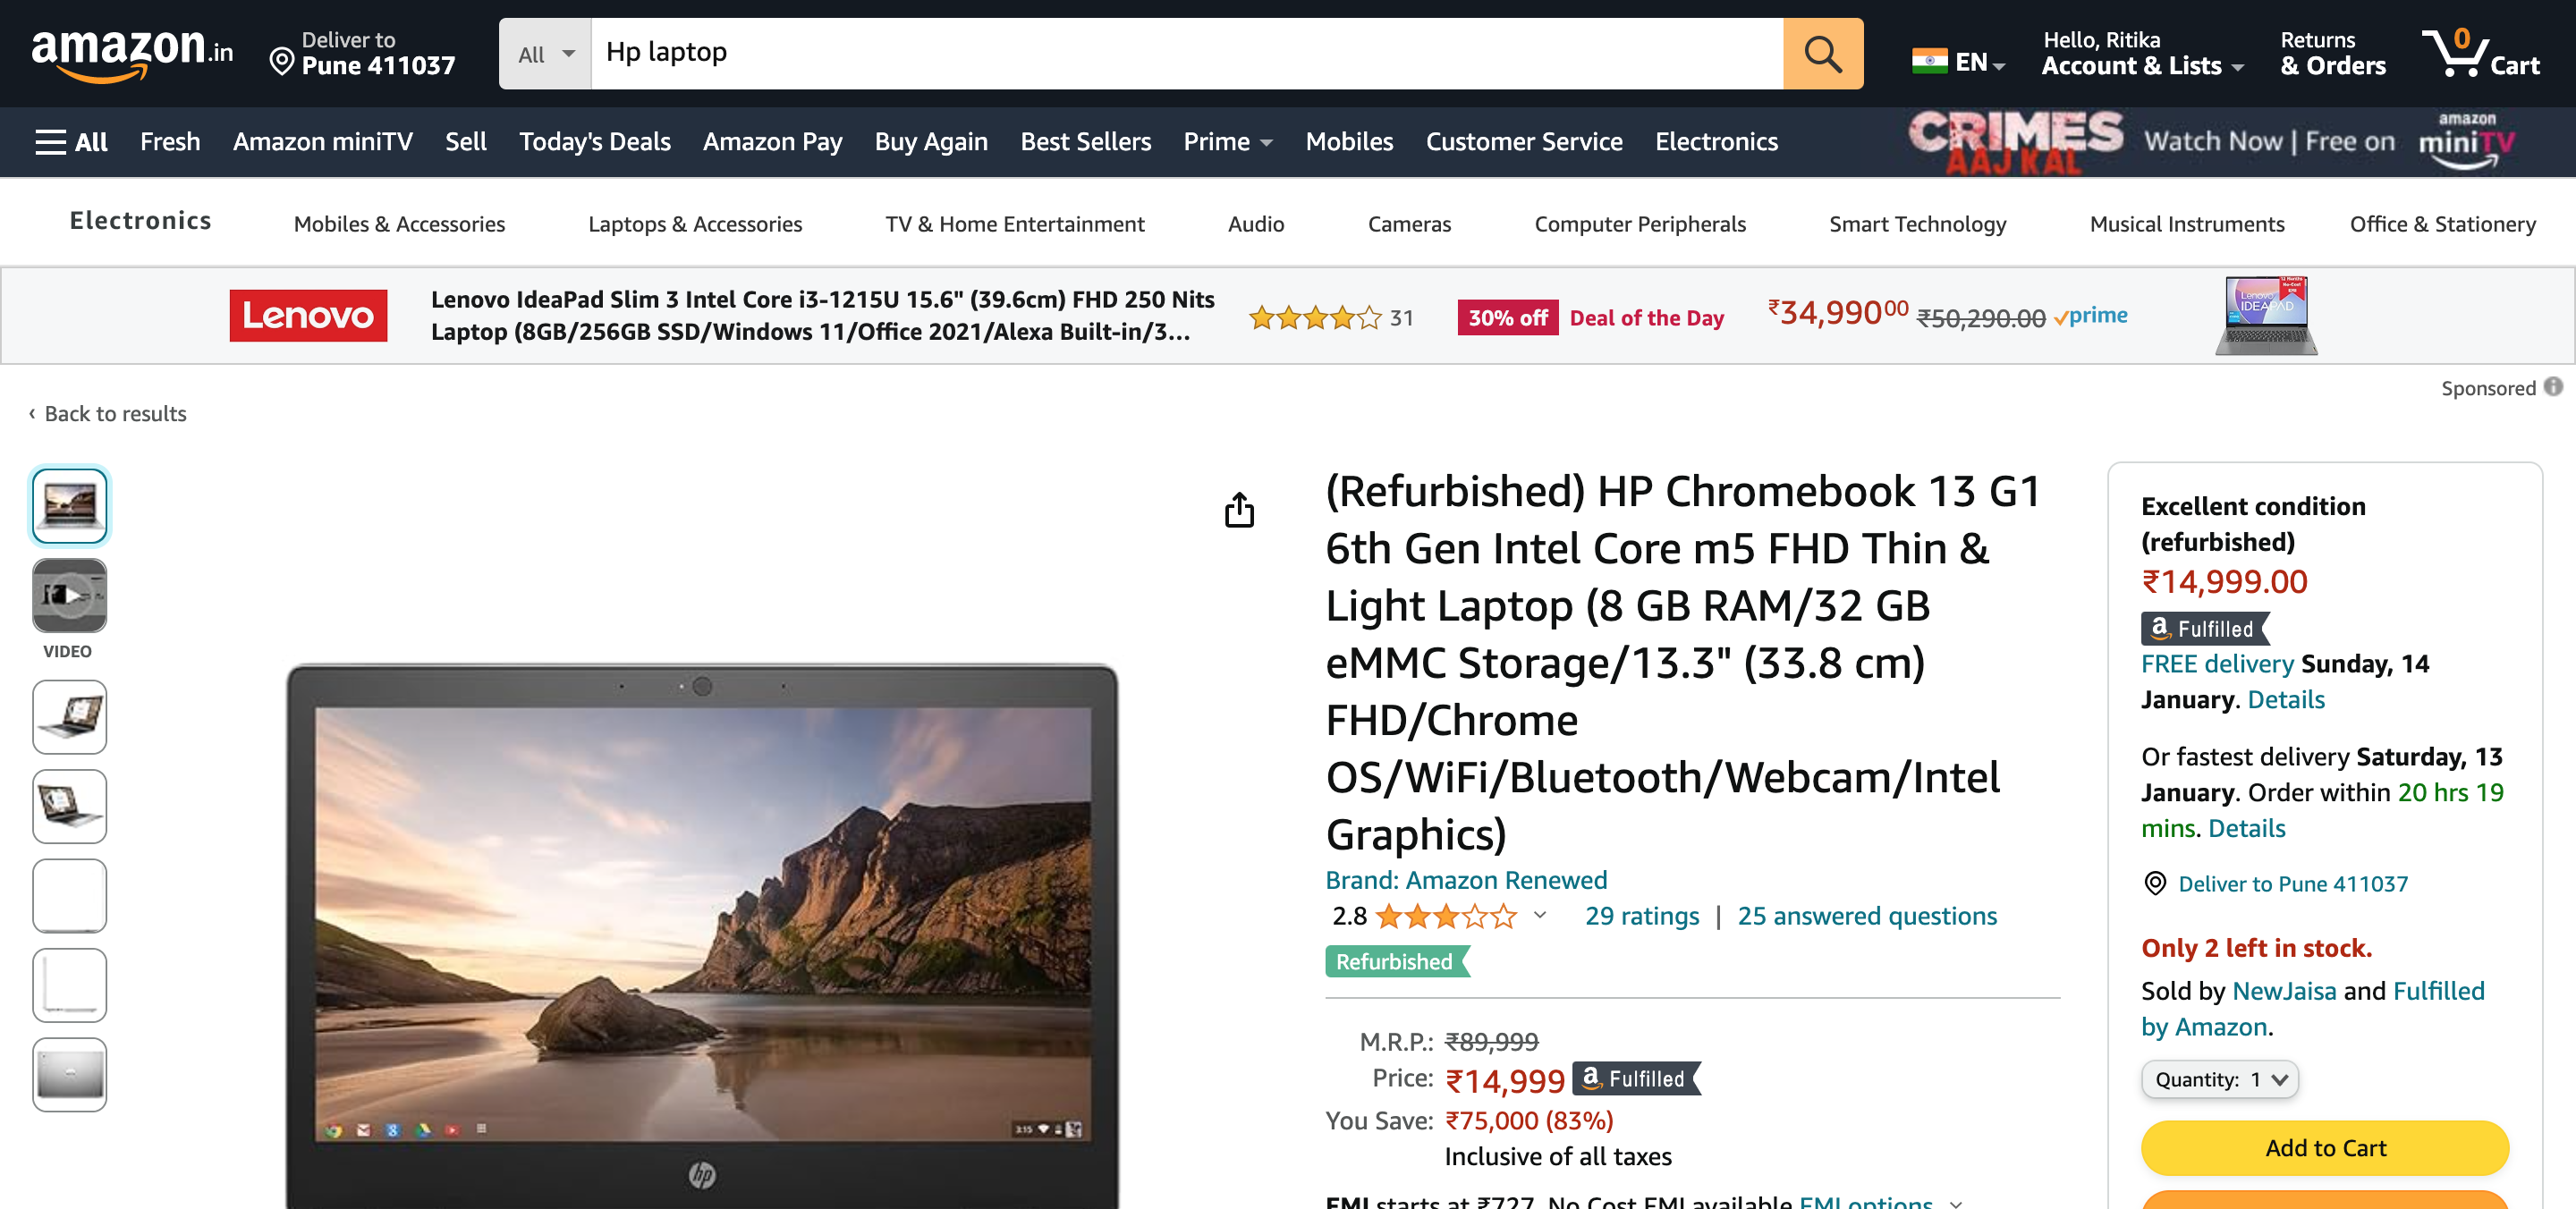 amazon.in
Deliver to
Pune 411037
All
Hp laptop
EN
Hello, Ritika
Account & Lists
Returns
& Orders
0
Cart
All
Fresh
Amazon miniTV
Sell
Today's Deals
Amazon Pay
Buy Again
Best Sellers
Prime
Mobiles
Customer Service
Electronics
CRIMES
AAJ KAL
Watch Now | Free on
amazon
miniTV
Electronics
Mobiles & Accessories
Laptops & Accessories
TV & Home Entertainment
Audio
Cameras
Computer Peripherals
Smart Technology
Musical Instruments
Office & Stationery
Lenovo
Lenovo IdeaPad Slim 3 Intel Core i3-1215U 15.6" (39.6cm) FHD 250 Nits
Laptop (8GB/256GB SSD/Windows 11/Office 2021/Alexa Built-in/3...
31
30% off
Deal of the Day
₹34,99000
₹50,290.00
prime
Sponsored
‹ Back to results
VIDEO
3:15
hp
(Refurbished) HP Chromebook 13 G1
6th Gen Intel Core m5 FHD Thin &
Light Laptop (8 GB RAM/32 GB
eMMC Storage/13.3" (33.8 cm)
FHD/Chrome
OS/WiFi/Bluetooth/Webcam/Intel
Graphics)
Brand: Amazon Renewed
2.8
29 ratings | 25 answered questions
Refurbished
M.R.P.: ₹89,999
Price: ₹14,999 a Fulfilled
You Save: ₹75,000 (83%)
Inclusive of all taxes
EMI starts at ₹727. No Cost EMI available EMI options
Excellent condition
(refurbished)
₹14,999.00
a Fulfilled
FREE delivery Sunday, 14
January. Details
Or fastest delivery Saturday, 13
January. Order within 20 hrs 19
mins. Details
Deliver to Pune 411037
Only 2 left in stock.
Sold by NewJaisa and Fulfilled
by Amazon.
Quantity: 1
Add to Cart